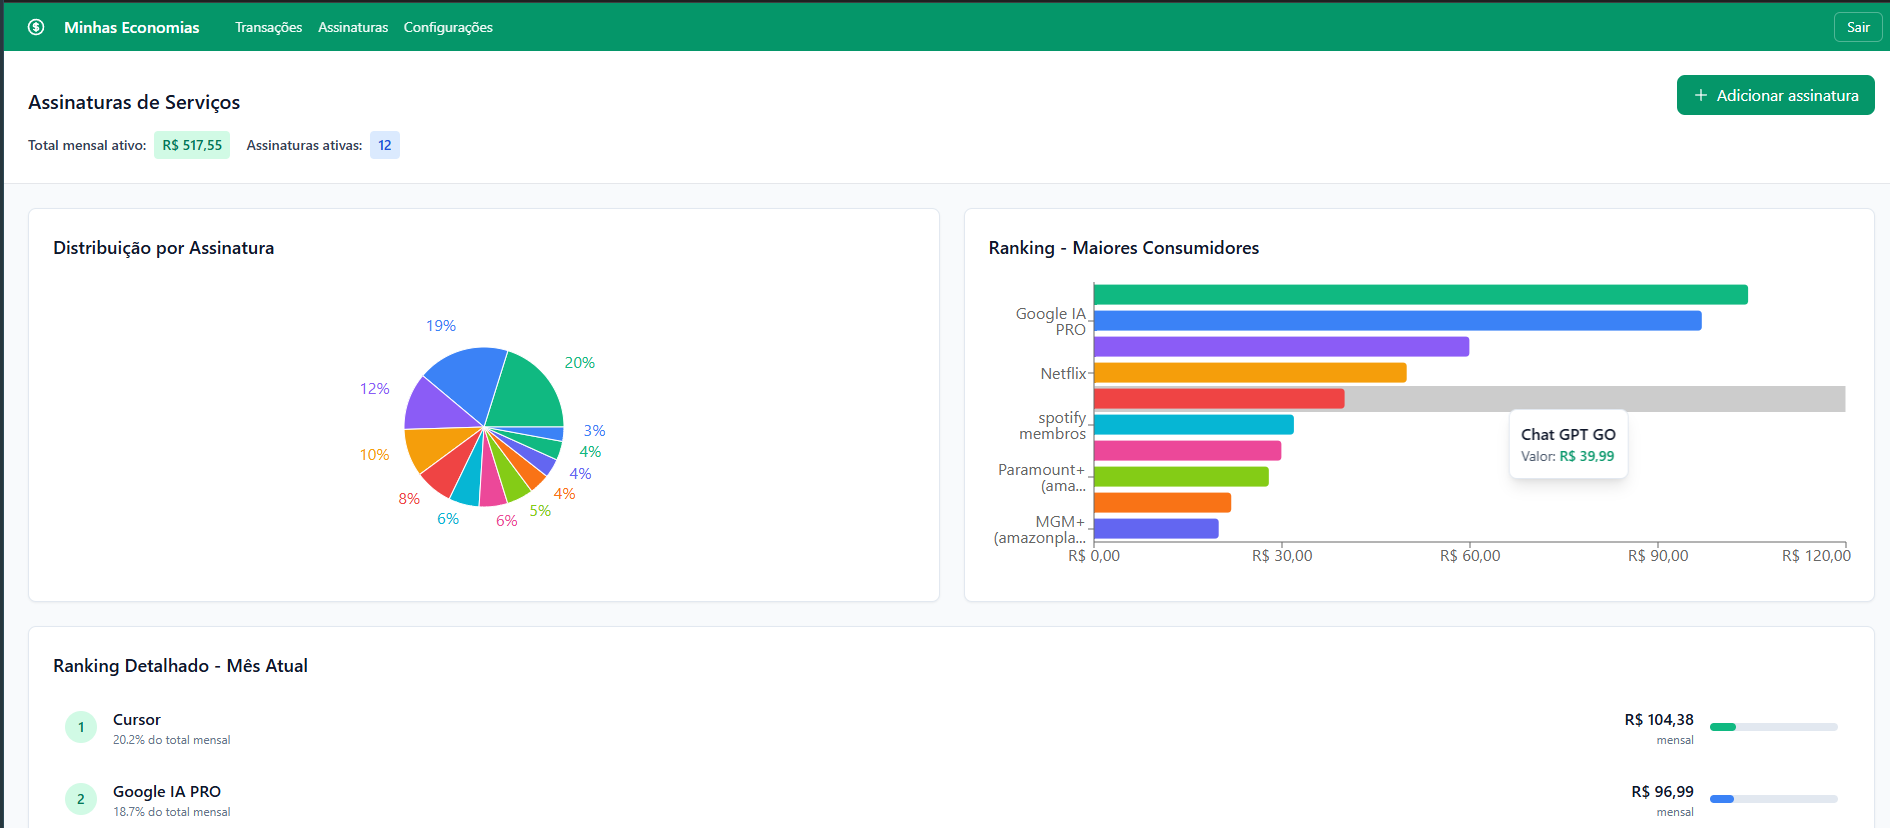 Minhas Economias
Transações
Assinaturas
Configurações
Sair
Assinaturas de Serviços
Adicionar assinatura
Total mensal ativo: R$ 517,55
Assinaturas ativas: 12
Distribuição por Assinatura
19%
20%
12%
3%
4%
10%
4%
4%
8%
5%
6%
6%
Ranking - Maiores Consumidores
Google IA
PRO
Netflix
spotify
membros
Paramount+
(ama...
MGM+
(amazonpla...
R$ 0,00
R$ 30,00
R$ 60,00
R$ 90,00
R$ 120,00
Chat GPT GO
Valor: R$ 39,99
Ranking Detalhado - Mês Atual
1
Cursor
20.2% do total mensal
R$ 104,38
mensal
2
Google IA PRO
18.7% do total mensal
R$ 96,99
mensal